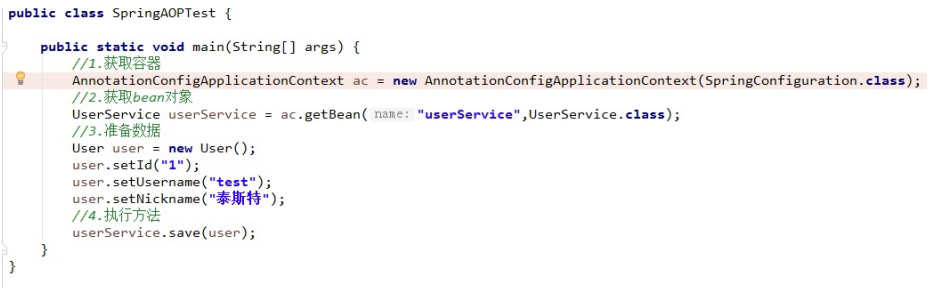 public class SpringAOPTest {
public static void main(String[] args) {
//1.获取容器
AnnotationConfigApplicationContext ac = new AnnotationConfigApplicationContext(SpringConfiguration.class);
//2.获取bean对象
UserService userService = ac.getBean( name: "userService",UserService.class);
//3.准备数据
User user = new User();
user.setId("1");
user.setUsername("test");
user.setNickname("泰斯特");
//4.执行方法
userService.save(user);
}
}